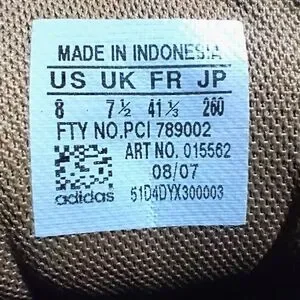 MADE IN INDONESIA
US UK FR JP
8 7½ 41⅓ 260
FTY NO.PCI 789002
ART NO. 015562
08/07
adidas 51D4DYX300003